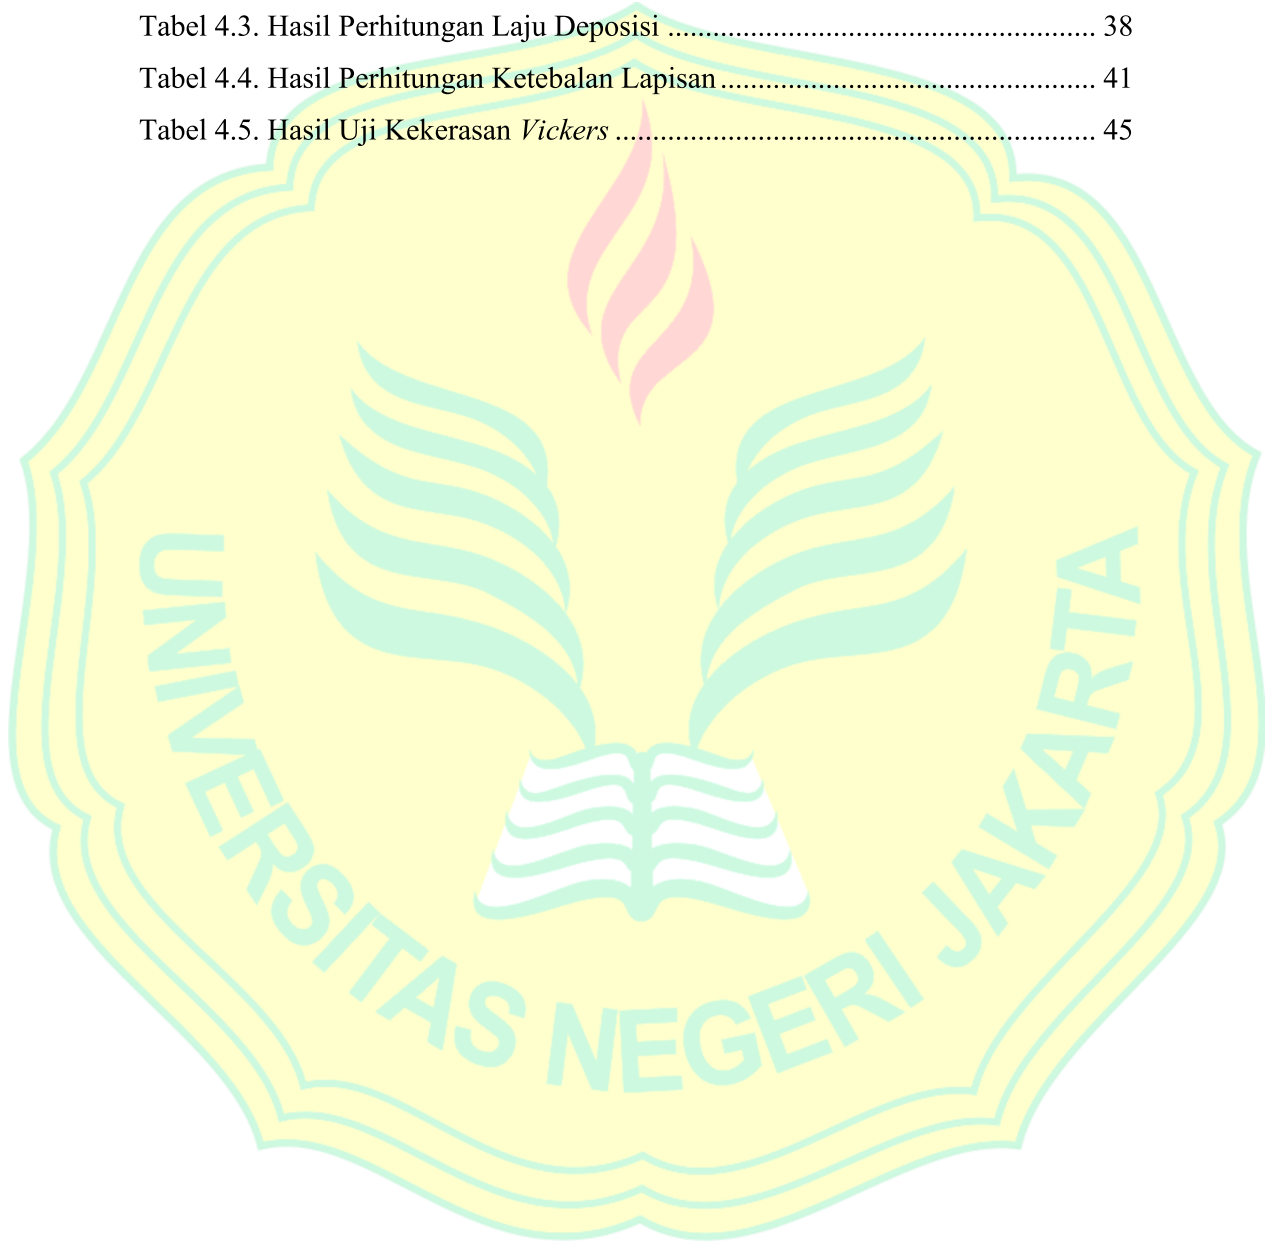 Tabel 4.3. Hasil Perhitungan Laju Deposisi ......................................................... 38
Tabel 4.4. Hasil Perhitungan Ketebalan Lapisan .................................................. 41
Tabel 4.5. Hasil Uji Kekerasan Vickers ................................................................ 45
UNIVERSITAS NEGERI JAKARTA